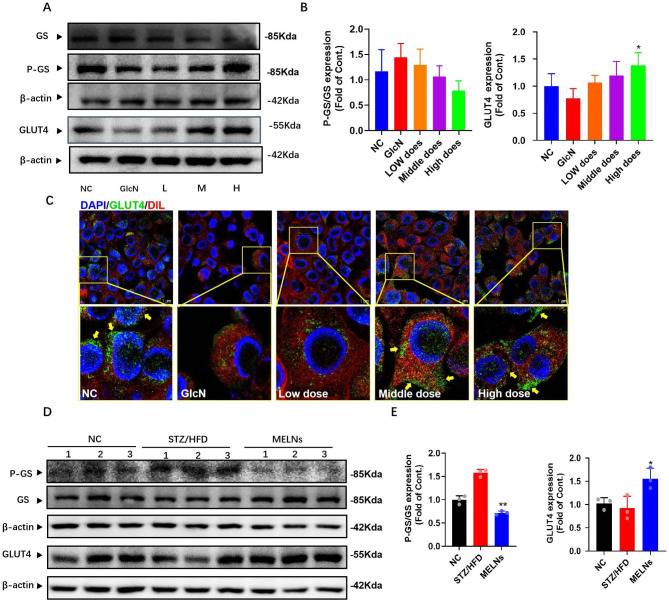 A
GS
-85Kda
P-GS
-85Kda
β-actin
-42Kda
GLUT4
-55Kda
β-actin
-42Kda
NC GlcN L M H
B
P-GS/GS expression
(Fold of Cont.)
2.0
1.5
1.0
0.5
0.0
NC
GlcN
LOW does
Middle does
High does
GLUT4 expression
(Fold of Cont.)
2.0
1.5
1.0
0.5
0.0
*
NC
GlcN
LOW does
Middle does
High does
C
DAPI/GLUT4/DIL
NC GlcN Low dose Middle dose High dose
D
NC STZ/HFD MELNs
1 2 3 1 2 3 1 2 3
P-GS
-85Kda
GS
-85Kda
β-actin
-42Kda
GLUT4
-55Kda
β-actin
-42Kda
E
P-GS/GS expression
(Fold of Cont.)
2.0
1.5
1.0
0.5
0.0
**
NC
STZ/HFD
MELNs
GLUT4 expression
(Fold of Cont.)
2.0
1.5
1.0
0.5
0.0
*
NC
STZ/HFD
MELNs